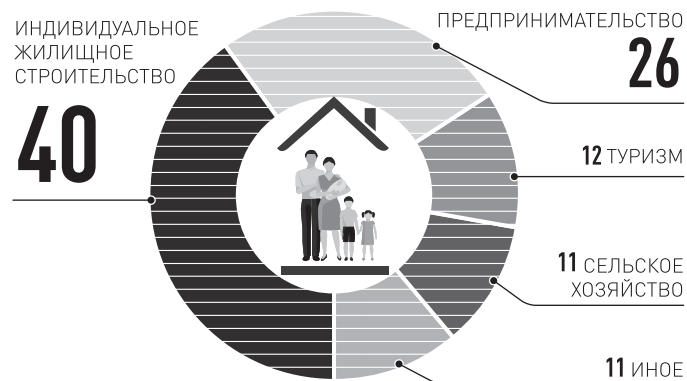 ИНДИВИДУАЛЬНОЕ
ЖИЛИЩНОЕ
СТРОИТЕЛЬСТВО
40
ПРЕДПРИНИМАТЕЛЬСТВО
26
12 ТУРИЗМ
11 СЕЛЬСКОЕ
ХОЗЯЙСТВО
11 ИНОЕ